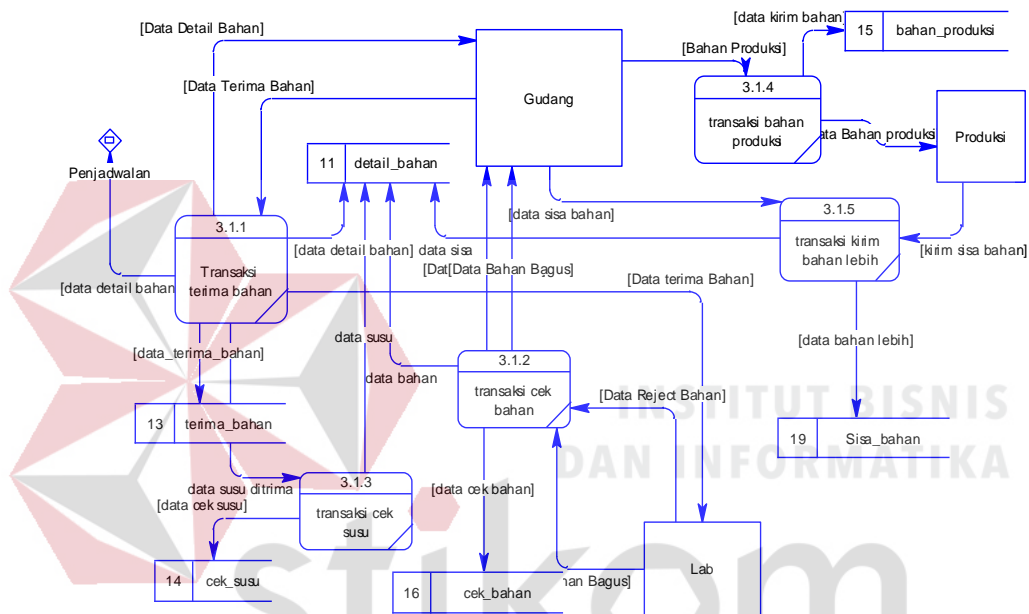 [data kirim bahan]
15 bahan_produksi
[Data Detail Bahan]
[Bahan Produksi]
[Data Terima Bahan]
Gudang
3.1.4
transaksi bahan
produksi
Data Bahan produksi
Produksi
Penjadwalan
11 detail_bahan
[data sisa bahan]
3.1.5
transaksi kirim
bahan lebih
[kirim sisa bahan]
3.1.1
Transaksi
terima bahan
[data detail bahan]
data sisa
[Dat[Data Bahan Bagus]
[data detail bahan
[Data terima Bahan]
[data_terima_bahan]
data susu
[data bahan lebih]
3.1.2
transaksi cek
bahan
data bahan
[Data Reject Bahan]
INSTITUT BISNIS
DAN INFORMATIKA
13 terima_bahan
19 Sisa_bahan
data susu ditrima
3.1.3
transaksi cek
susu
[data cek susu]
[data cek bahan]
stikom
14 cek_susu
16 cek_bahan
han Bagus]
Lab